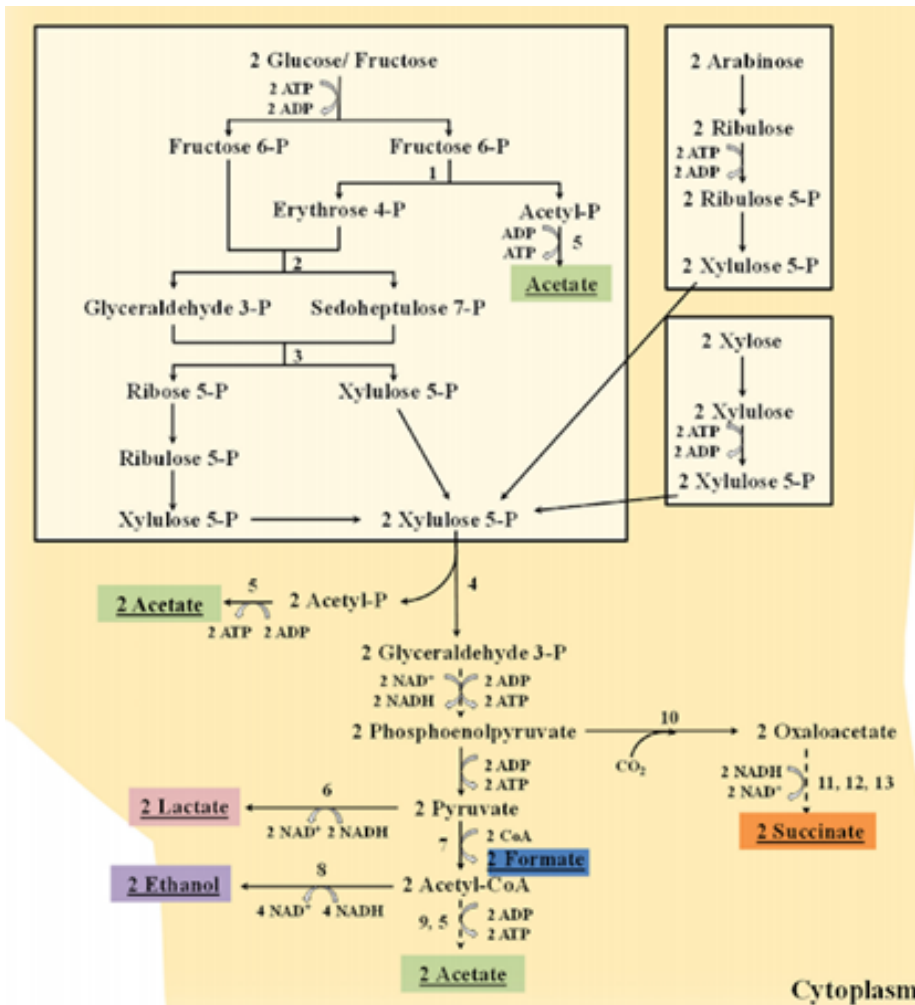 2 Glucose/ Fructose
2 ATP
2 ADP
Fructose 6-P
Fructose 6-P
1
Erythrose 4-P
Acetyl-P
ADP
ATP
5
Acetate
2
Glyceraldehyde 3-P
Sedoheptulose 7-P
3
Ribose 5-P
Xylulose 5-P
Ribulose 5-P
Xylulose 5-P
2 Xylulose 5-P
2 Arabinose
2 Ribulose
2 ATP
2 ADP
2 Ribulose 5-P
2 Xylulose 5-P
2 Xylose
2 Xylulose
2 ATP
2 ADP
2 Xylulose 5-P
4
5
2 Acetate
2 Acetyl-P
2 ATP 2 ADP
2 Glyceraldehyde 3-P
2 NAD⁺
2 NADH
2 ADP
2 ATP
2 Phosphoenolpyruvate
10
CO₂
2 Oxaloacetate
2 NADH
2 NAD⁺
11, 12, 13
2 Succinate
2 ADP
2 ATP
6
2 Lactate
2 Pyruvate
2 NAD⁺ 2 NADH
7
2 CoA
2 Formate
8
2 Ethanol
2 Acetyl-CoA
4 NAD⁺ 4 NADH
9, 5
2 ADP
2 ATP
2 Acetate
Cytoplasm